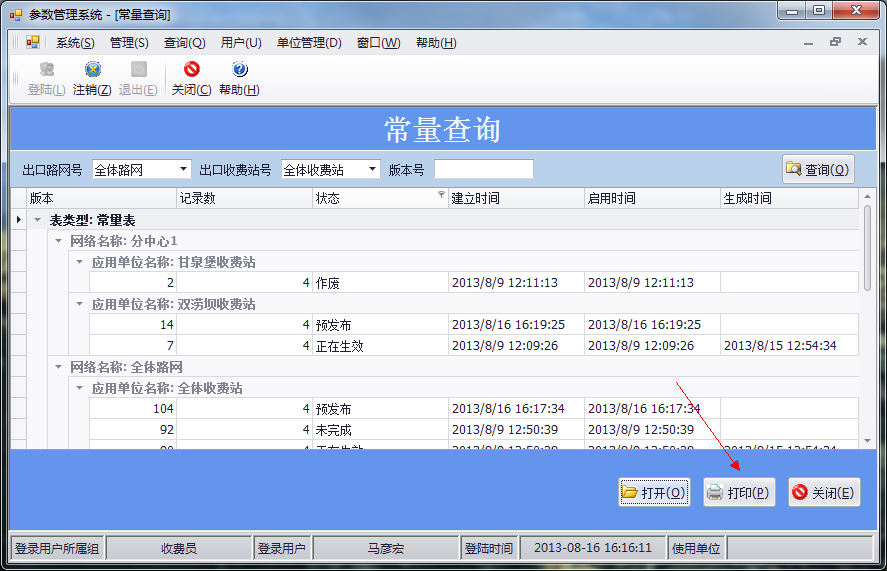 参数管理系统 - [常量查询]
系统(S) 管理(S) 查询(Q) 用户(U) 单位管理(D) 窗口(W) 帮助(H)
登陆(L) 注销(Z) 退出(E) 关闭(C) 帮助(H)
常量查询
出口路网号 全体路网 出口收费站号 全体收费站 版本号 查询(Q)
版本 记录数 状态 建立时间 启用时间 生成时间
表类型: 常量表
网络名称: 分中心1
应用单位名称: 甘泉堡收费站
2 4 作废 2013/8/9 12:11:13 2013/8/9 12:11:13
应用单位名称: 双涝坝收费站
14 4 预发布 2013/8/16 16:19:25 2013/8/16 16:19:25
7 4 正在生效 2013/8/9 12:09:26 2013/8/9 12:09:26 2013/8/15 12:54:34
网络名称: 全体路网
应用单位名称: 全体收费站
104 4 预发布 2013/8/16 16:17:34 2013/8/16 16:17:34
92 4 未完成 2013/8/9 12:50:39 2013/8/9 12:50:39
打开(O) 打印(P) 关闭(E)
登录用户所属组 收费员 登录用户 马彦宏 登陆时间 2013-08-16 16:16:11 使用单位